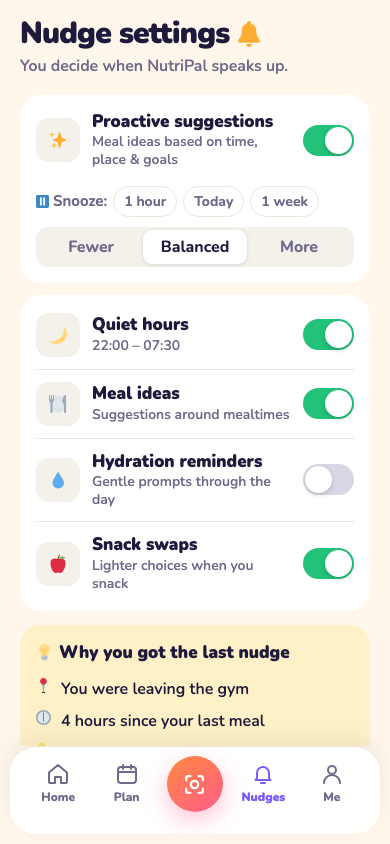 Nudge settings
You decide when NutriPal speaks up.
Proactive suggestions
Meal ideas based on time,
place & goals
Snooze: 1 hour Today 1 week
Fewer Balanced More
Quiet hours
22:00 – 07:30
Meal ideas
Suggestions around mealtimes
Hydration reminders
Gentle prompts through the
day
Snack swaps
Lighter choices when you
snack
Why you got the last nudge
You were leaving the gym
4 hours since your last meal
Home Plan Nudges Me